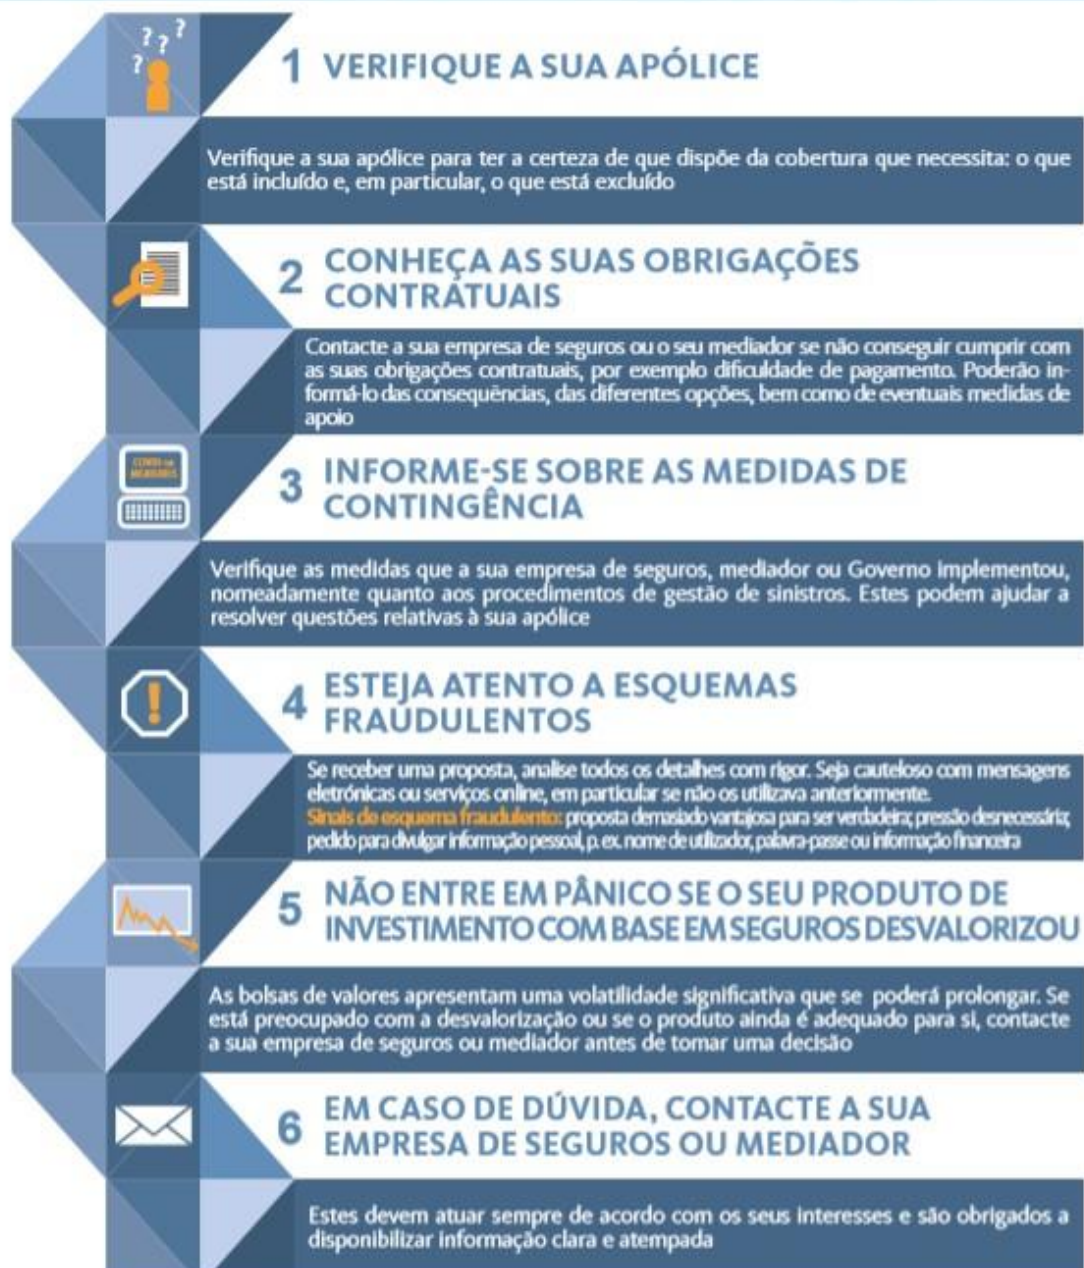 ? ? ? ?
1 VERIFIQUE A SUA APÓLICE
Verifique a sua apólice para ter a certeza de que dispõe da cobertura que necessita: o que
está incluído e, em particular, o que está excluído
2 CONHEÇA AS SUAS OBRIGAÇÕES
CONTRATUAIS
Contacte a sua empresa de seguros ou o seu mediador se não conseguir cumprir com
as suas obrigações contratuais, por exemplo dificuldade de pagamento. Poderão in-
formá-lo das consequências, das diferentes opções, bem como de eventuais medidas de
apoio
COVID-19
MEASURES
3 INFORME-SE SOBRE AS MEDIDAS DE
CONTINGÊNCIA
Verifique as medidas que a sua empresa de seguros, mediador ou Governo implementou,
nomeadamente quanto aos procedimentos de gestão de sinistros. Estes podem ajudar a
resolver questões relativas à sua apólice
!
4 ESTEJA ATENTO A ESQUEMAS
FRAUDULENTOS
Se receber uma proposta, analise todos os detalhes com rigor. Seja cauteloso com mensagens
eletrónicas ou serviços online, em particular se não os utilizava anteriormente.
Sinais de esquema fraudulento: proposta demasiado vantajosa para ser verdadeira; pressão desnecessária;
pedido para divulgar informação pessoal, p. ex. nome de utilizador, palavra-passe ou informação financeira
5 NÃO ENTRE EM PÂNICO SE O SEU PRODUTO DE
INVESTIMENTO COM BASE EM SEGUROS DESVALORIZOU
As bolsas de valores apresentam uma volatilidade significativa que se poderá prolongar. Se
está preocupado com a desvalorização ou se o produto ainda é adequado para si, contacte
a sua empresa de seguros ou mediador antes de tomar uma decisão
6 EM CASO DE DÚVIDA, CONTACTE A SUA
EMPRESA DE SEGUROS OU MEDIADOR
Estes devem atuar sempre de acordo com os seus interesses e são obrigados a
disponibilizar informação clara e atempada